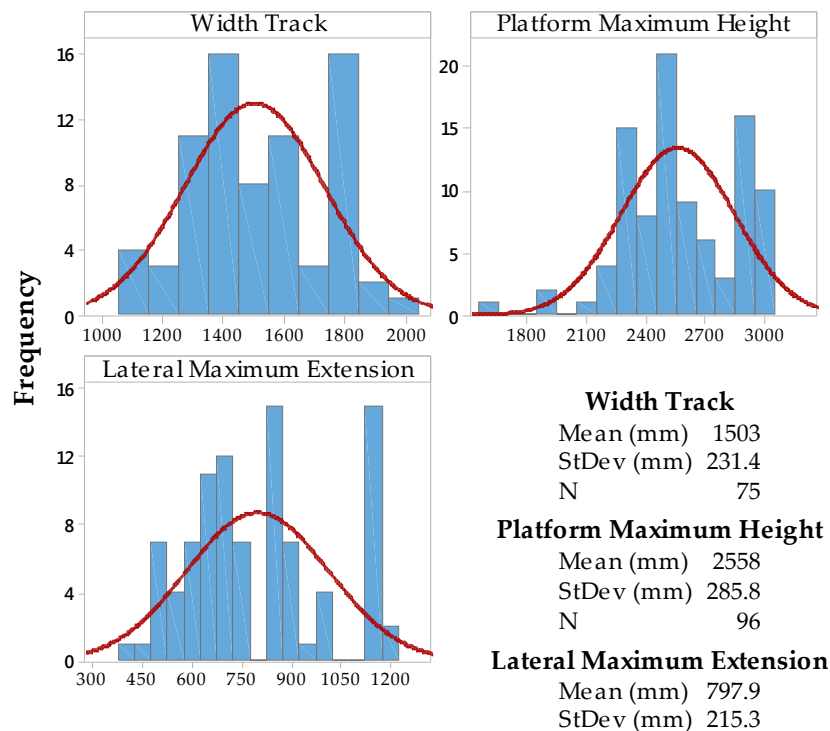 Width Track
16
12
8
4
0
1000 1200 1400 1600 1800 2000
Platform Maximum Height
20
15
10
5
0
1800 2100 2400 2700 3000
Frequency
Lateral Maximum Extension
16
12
8
4
0
300 450 600 750 900 1050 1200
Width Track
Mean (mm) 1503
StDev (mm) 231.4
N 75
Platform Maximum Height
Mean (mm) 2558
StDev (mm) 285.8
N 96
Lateral Maximum Extension
Mean (mm) 797.9
StDev (mm) 215.3